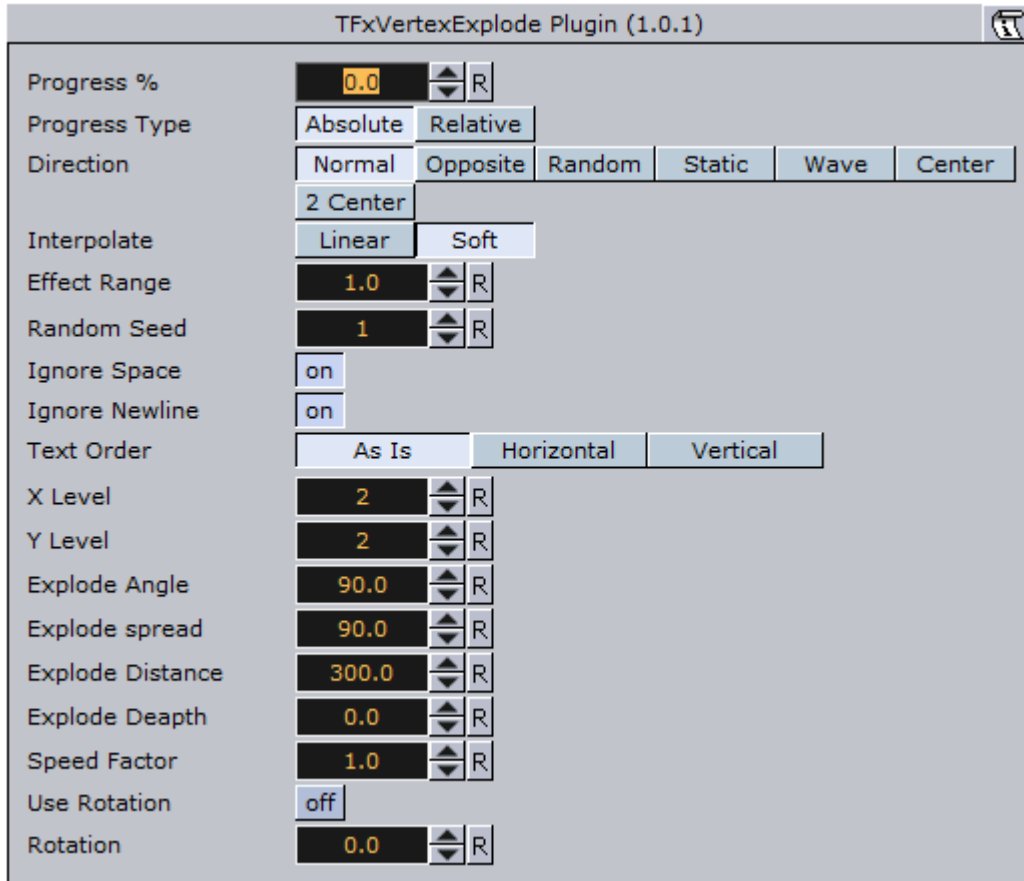 TFxVertexExplode Plugin (1.0.1)
Progress % 0.0 R
Progress Type Absolute Relative
Direction Normal Opposite Random Static Wave Center
2 Center
Interpolate Linear Soft
Effect Range 1.0 R
Random Seed 1 R
Ignore Space on
Ignore Newline on
Text Order As Is Horizontal Vertical
X Level 2 R
Y Level 2 R
Explode Angle 90.0 R
Explode spread 90.0 R
Explode Distance 300.0 R
Explode Deapth 0.0 R
Speed Factor 1.0 R
Use Rotation off
Rotation 0.0 R